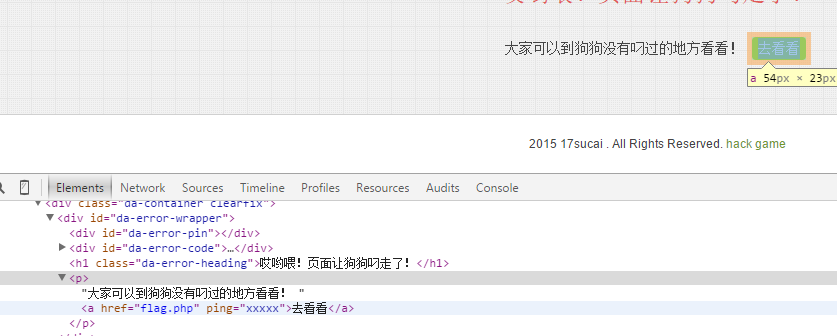 大家可以到狗狗没有叼过的地方看看! 去看看
a 54px × 23px
2015 17sucai . All Rights Reserved. hack game
Elements Network Sources Timeline Profiles Resources Audits Console
<div class="da-container clearfix">
<div id="da-error-wrapper">
<div id="da-error-pin"></div>
<div id="da-error-code">…</div>
<h1 class="da-error-heading">哎哟喂!页面让狗狗叼走了!</h1>
<p>
"大家可以到狗狗没有叼过的地方看看! "
<a href="flag.php" ping="xxxxx">去看看</a>
</p>